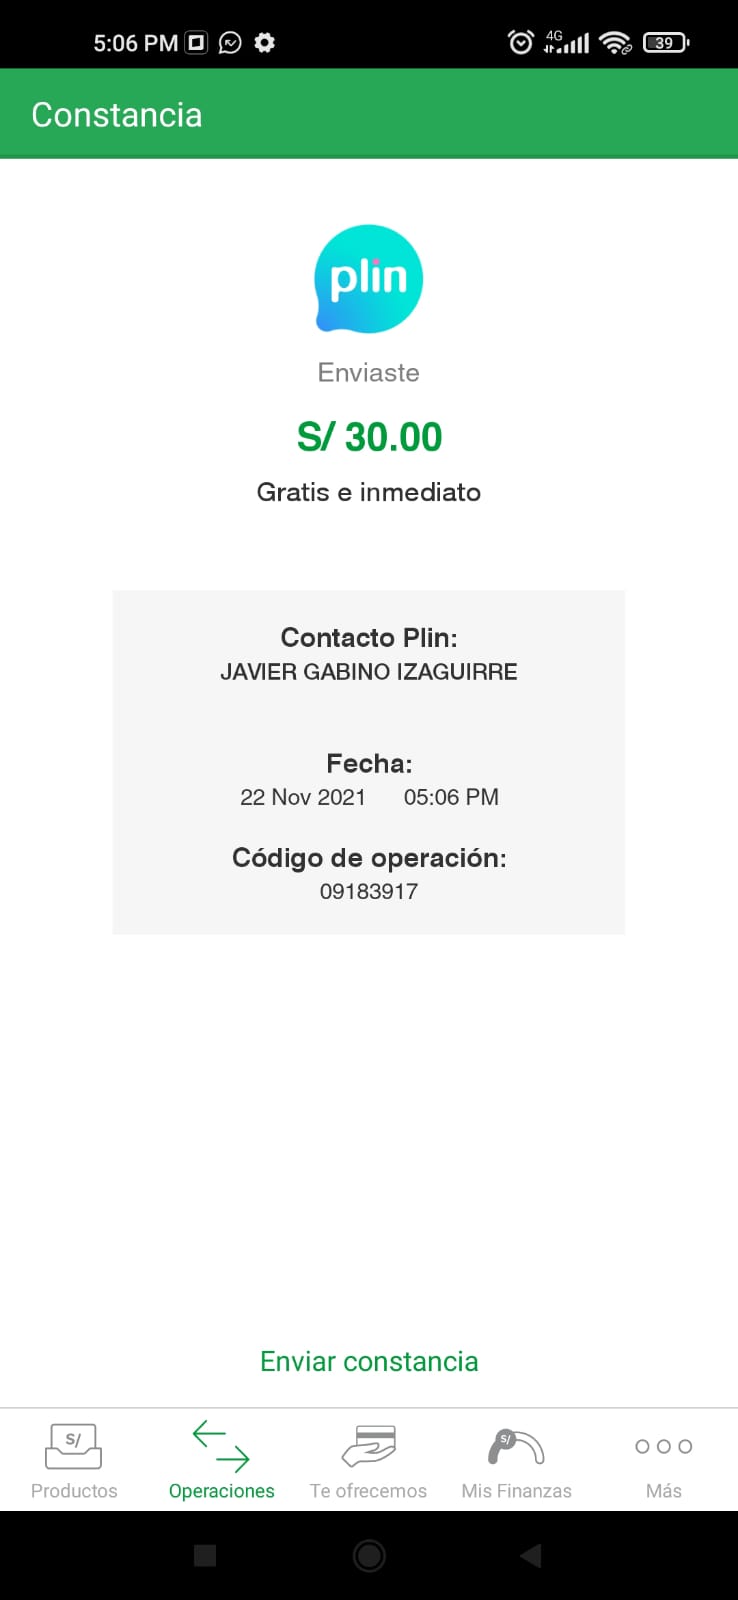 5:06 PM 4G 39
Constancia
plin
Enviaste
S/ 30.00
Gratis e inmediato
Contacto Plin:
JAVIER GABINO IZAGUIRRE
Fecha:
22 Nov 2021 05:06 PM
Código de operación:
09183917
Enviar constancia
S/ S/
Productos Operaciones Te ofrecemos Mis Finanzas Más